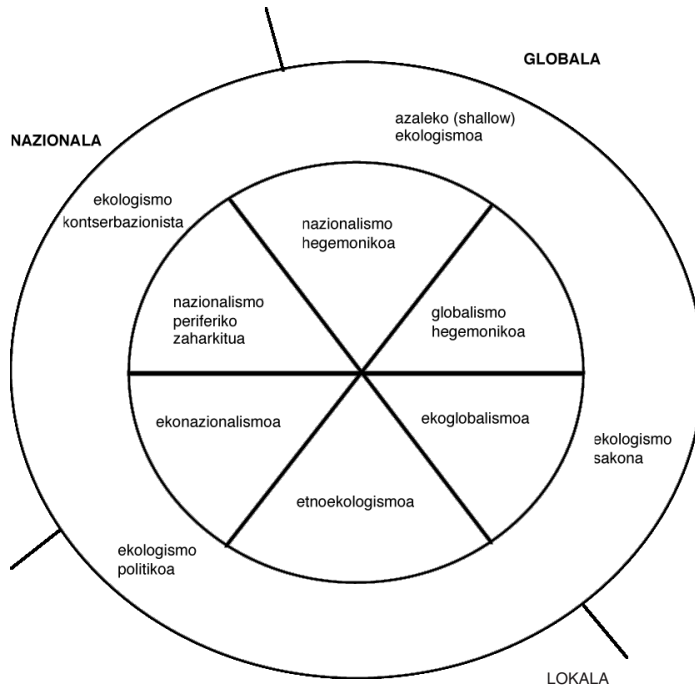 GLOBALA
azaleko (shallow)
ekologismoa
NAZIONALA
ekologismo
kontserbazionista
nazionalismo
hegemonikoa
nazionalismo
periferiko
zaharkitua
globalismo
hegemonikoa
ekonazionalismoa
ekoglobalismoa
ekologismo
sakona
etnoekologismoa
ekologismo
politikoa
LOKALA